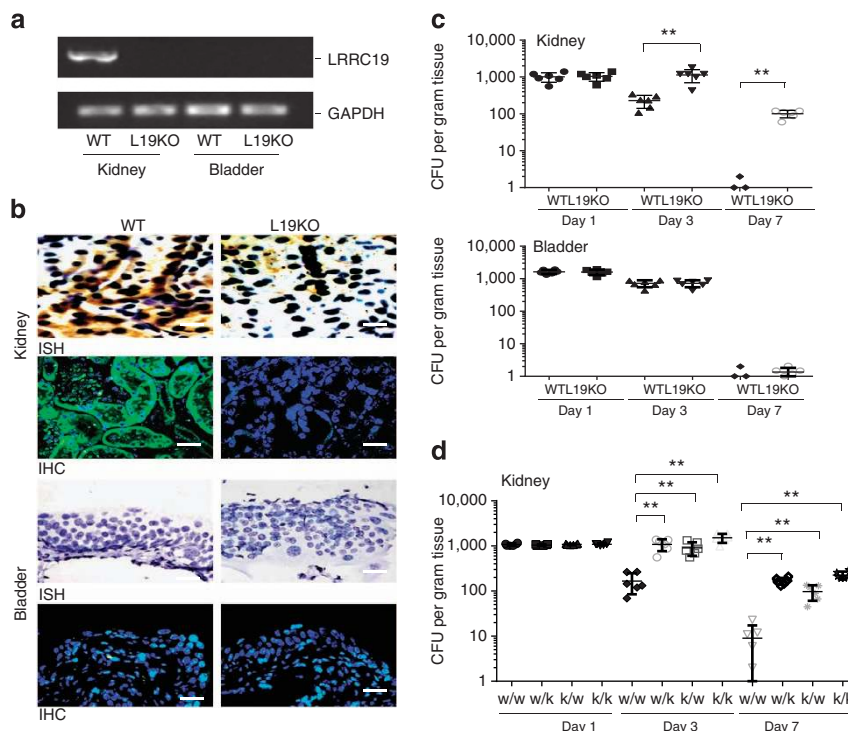 a
LRRC19
GAPDH
WT L19KO WT L19KO
Kidney Bladder
b
WT L19KO
Kidney
ISH
IHC
Bladder
ISH
IHC
c
Kidney
CFU per gram tissue
10,000
1,000
100
10
1
**
**
WTL19KO WTL19KO WTL19KO
Day 1 Day 3 Day 7
Bladder
CFU per gram tissue
10,000
1,000
100
10
1
WTL19KO WTL19KO WTL19KO
Day 1 Day 3 Day 7
d
Kidney
CFU per gram tissue
10,000
1,000
100
10
1
**
**
**
**
**
**
w/w w/k k/w k/k w/w w/k k/w k/k w/w w/k k/w k/k
Day 1 Day 3 Day 7